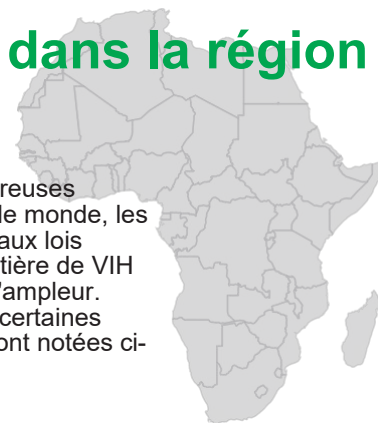 dans la région
reuses
le monde, les
aux lois
tière de VIH
'ampleur.
certaines
ont notées ci-